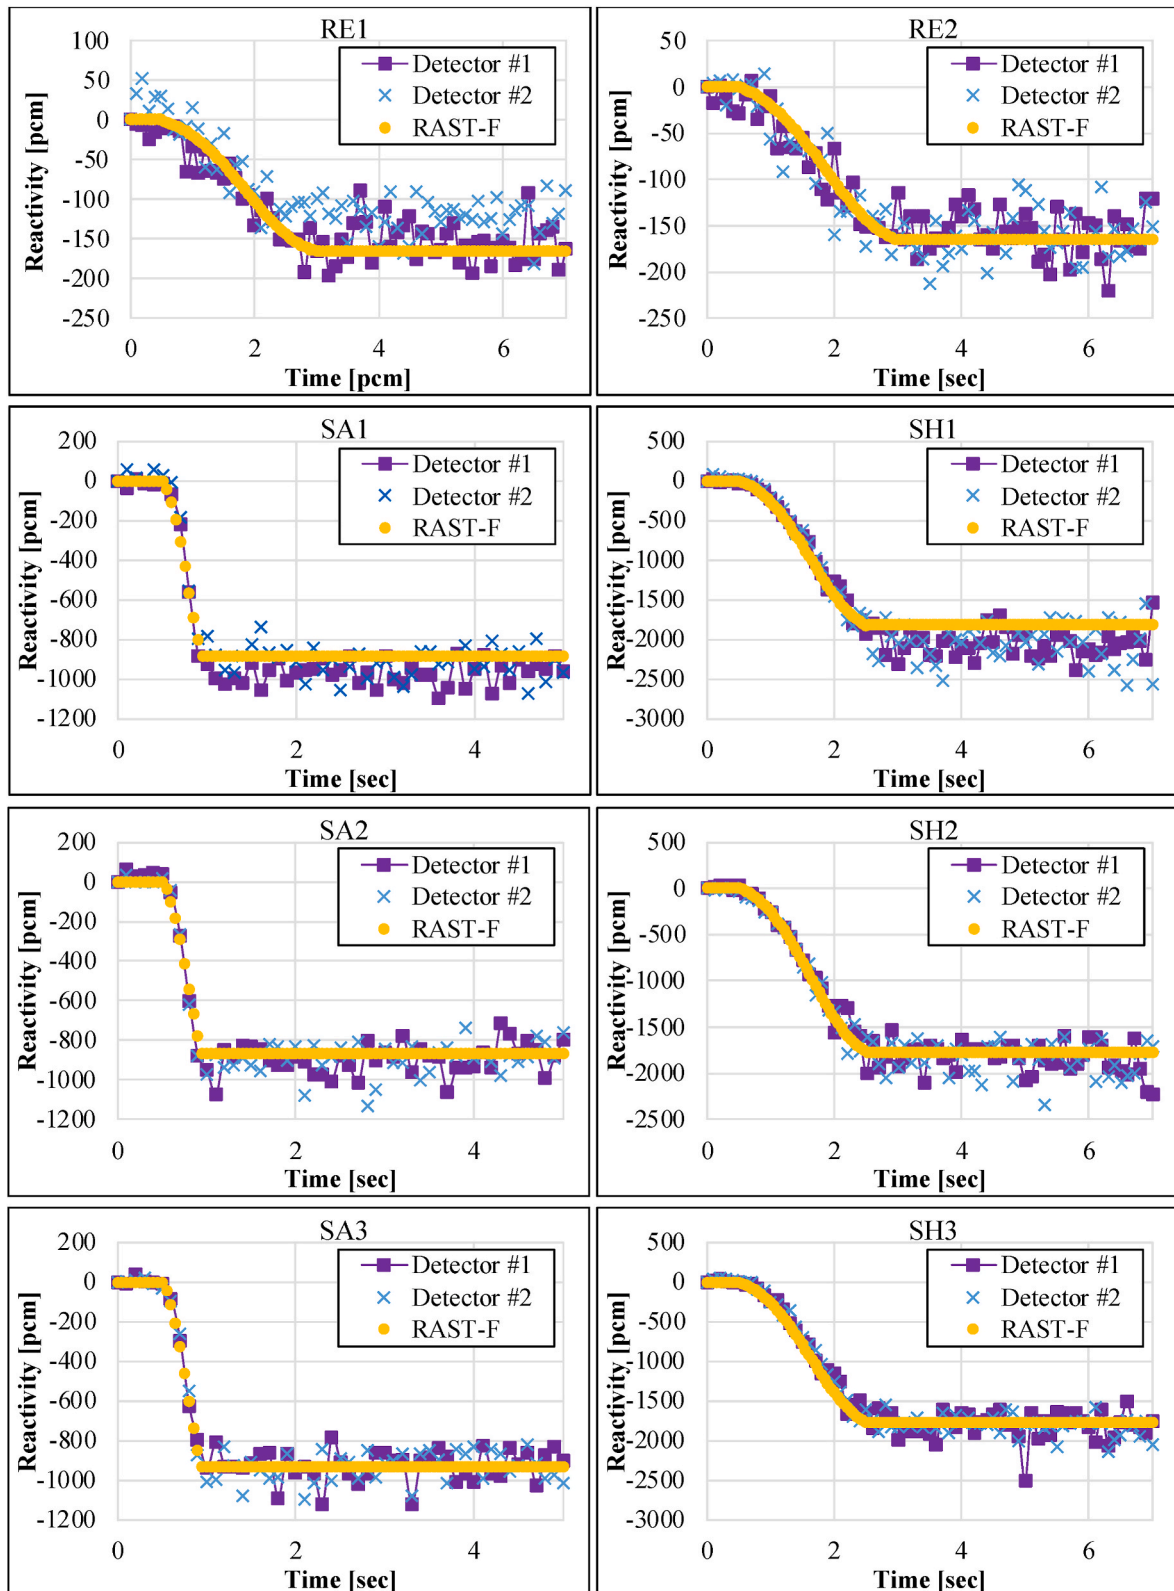 RE1
Reactivity [pcm]
100
50
0
-50
-100
-150
-200
-250
Detector #1
Detector #2
RAST-F
0 2 4 6
Time [pcm]
RE2
Reactivity [pcm]
50
0
-50
-100
-150
-200
-250
Detector #1
Detector #2
RAST-F
0 2 4 6
Time [sec]
SA1
Reactivity [pcm]
200
0
-200
-400
-600
-800
-1000
-1200
Detector #1
Detector #2
RAST-F
0 2 4
Time [sec]
SH1
Reactivity [pcm]
500
0
-500
-1000
-1500
-2000
-2500
-3000
Detector #1
Detector #2
RAST-F
0 2 4 6
Time [sec]
SA2
Reactivity [pcm]
200
0
-200
-400
-600
-800
-1000
-1200
Detector #1
Detector #2
RAST-F
0 2 4
Time [sec]
SH2
Reactivity [pcm]
500
0
-500
-1000
-1500
-2000
-2500
Detector #1
Detector #2
RAST-F
0 2 4 6
Time [sec]
SA3
Reactivity [pcm]
200
0
-200
-400
-600
-800
-1000
-1200
Detector #1
Detector #2
RAST-F
0 2 4
Time [sec]
SH3
Reactivity [pcm]
500
0
-500
-1000
-1500
-2000
-2500
-3000
Detector #1
Detector #2
RAST-F
0 2 4 6
Time [sec]